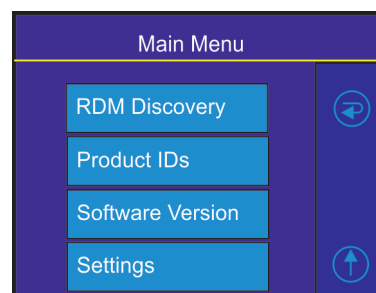 Main Menu
RDM Discovery
Product IDs
Software Version
Settings